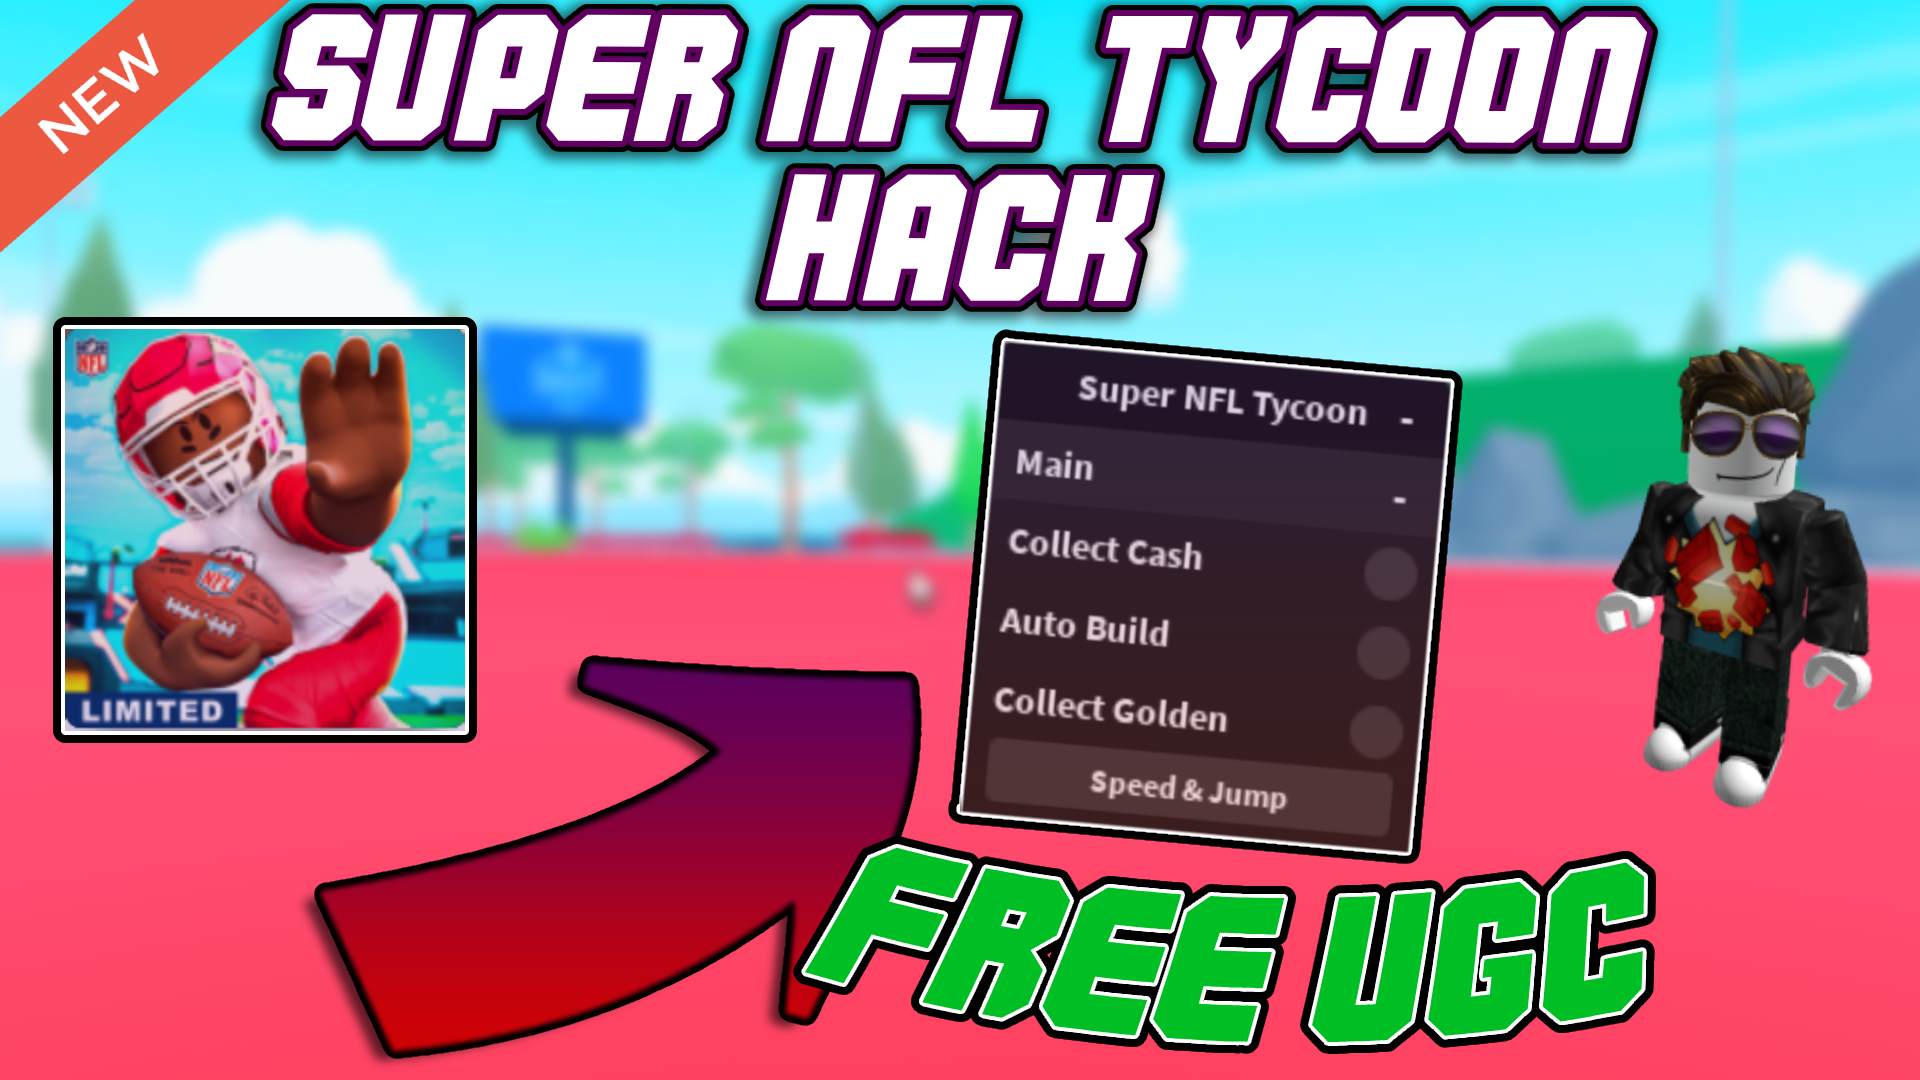 NEW
SUPER NFL TYCOON
HACK
NFL
NFL
LIMITED
Super NFL Tycoon -
Main -
Collect Cash
Auto Build
Collect Golden
Speed & Jump
FREE UGC